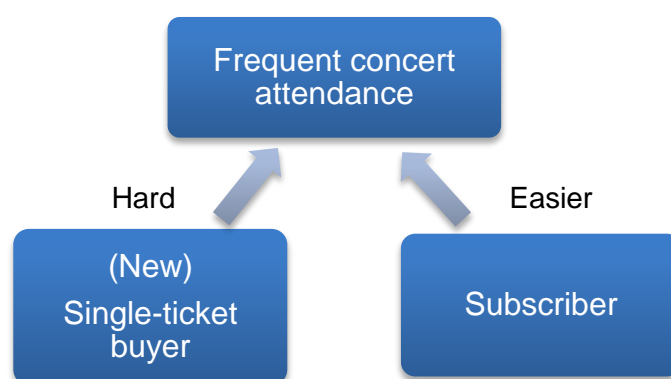 Frequent concert
attendance
Hard
Easier
(New)
Single-ticket
buyer
Subscriber